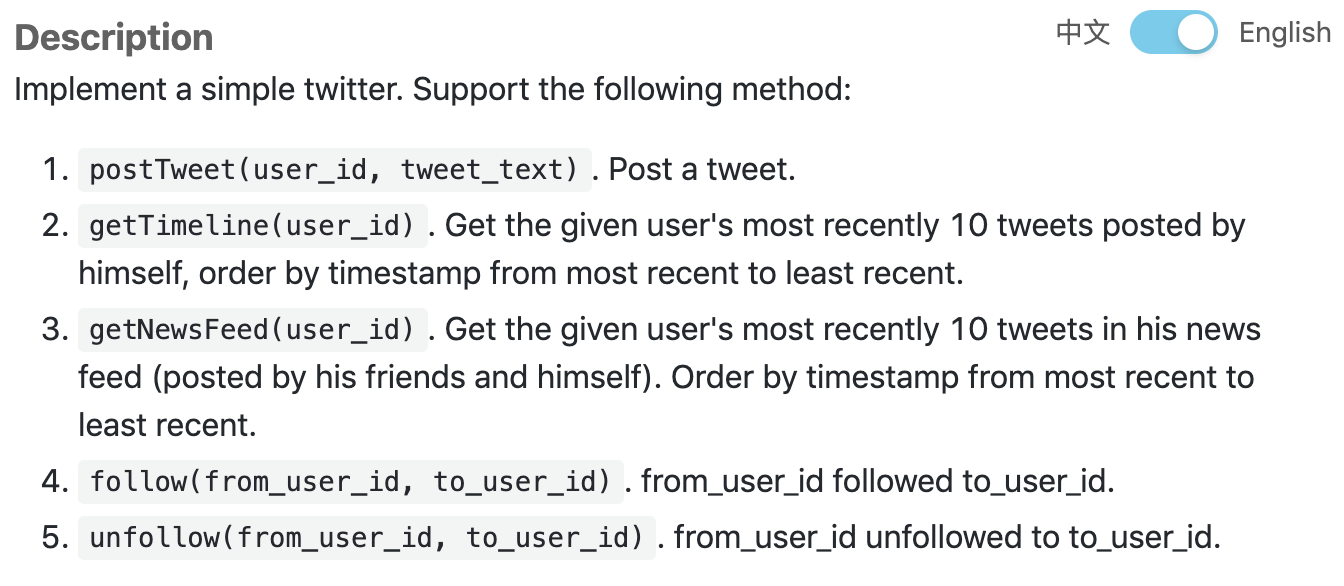 Description
中文 English
Implement a simple twitter. Support the following method:
1. postTweet(user_id, tweet_text) . Post a tweet.
2. getTimeline(user_id) . Get the given user's most recently 10 tweets posted by
himself, order by timestamp from most recent to least recent.
3. getNewsFeed(user_id) . Get the given user's most recently 10 tweets in his news
feed (posted by his friends and himself). Order by timestamp from most recent to
least recent.
4. follow(from_user_id, to_user_id) . from_user_id followed to_user_id.
5. unfollow(from_user_id, to_user_id) . from_user_id unfollowed to to_user_id.